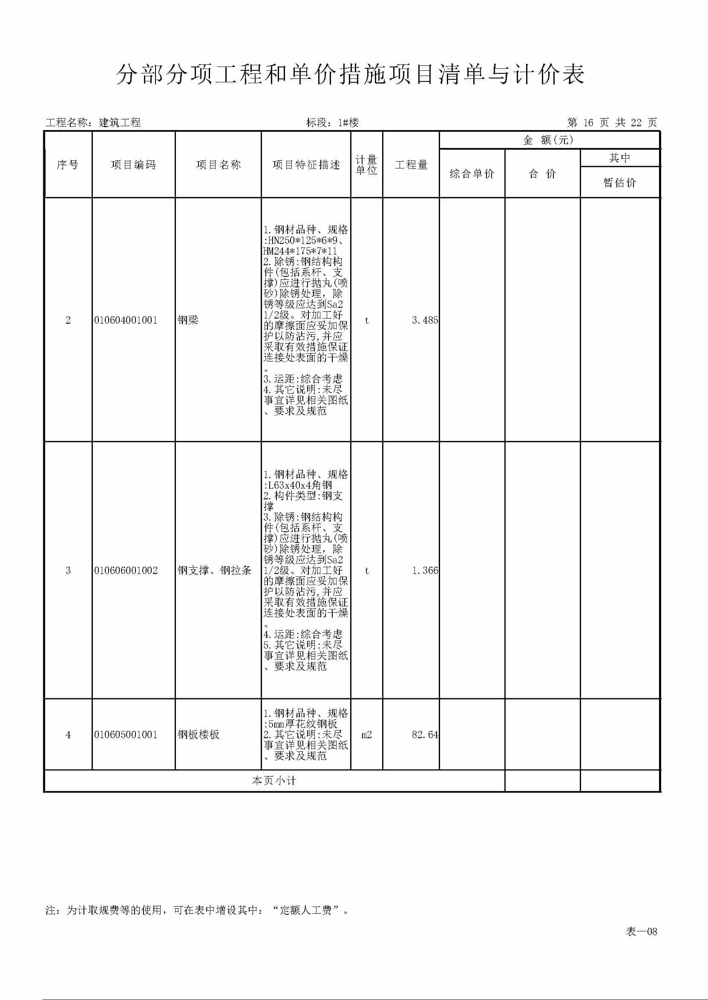 分部分项工程和单价措施项目清单与计价表
工程名称：建筑工程 标段：1#楼 第 16 页 共 22 页
金 额(元)
序号 项目编码 项目名称 项目特征描述 计量 工程量 其中
单位
综合单价 合 价
暂估价
1.钢材品种、规格
:HN250*125*6*9、
HM244*175*7*11
2.除锈:钢结构构
件(包括系杆、支
撑)应进行抛丸(喷
砂)除锈处理，除
锈等级应达到Sa2
1/2级。对加工好
2 010604001001 钢梁 t 3.485
的摩擦面应妥加保
护以防沾污,并应
采取有效措施保证
连接处表面的干燥
。
3.运距:综合考虑
4.其它说明:未尽
事宜详见相关图纸
、要求及规范
1.钢材品种、规格
:L63x40x4角钢
2.构件类型:钢支
撑
3.除锈:钢结构构
件(包括系杆、支
撑)应进行抛丸(喷
砂)除锈处理，除
锈等级应达到Sa2
3 010606001002 钢支撑、钢拉条 1/2级。对加工好 t 1.366
的摩擦面应妥加保
护以防沾污,并应
采取有效措施保证
连接处表面的干燥
。
4.运距:综合考虑
5.其它说明:未尽
事宜详见相关图纸
、要求及规范
1.钢材品种、规格
:5mm厚花纹钢板
4 010605001001 钢板楼板 2.其它说明:未尽 m2 82.64
事宜详见相关图纸
、要求及规范
本页小计
注：为计取规费等的使用，可在表中增设其中：“定额人工费”。
表—08